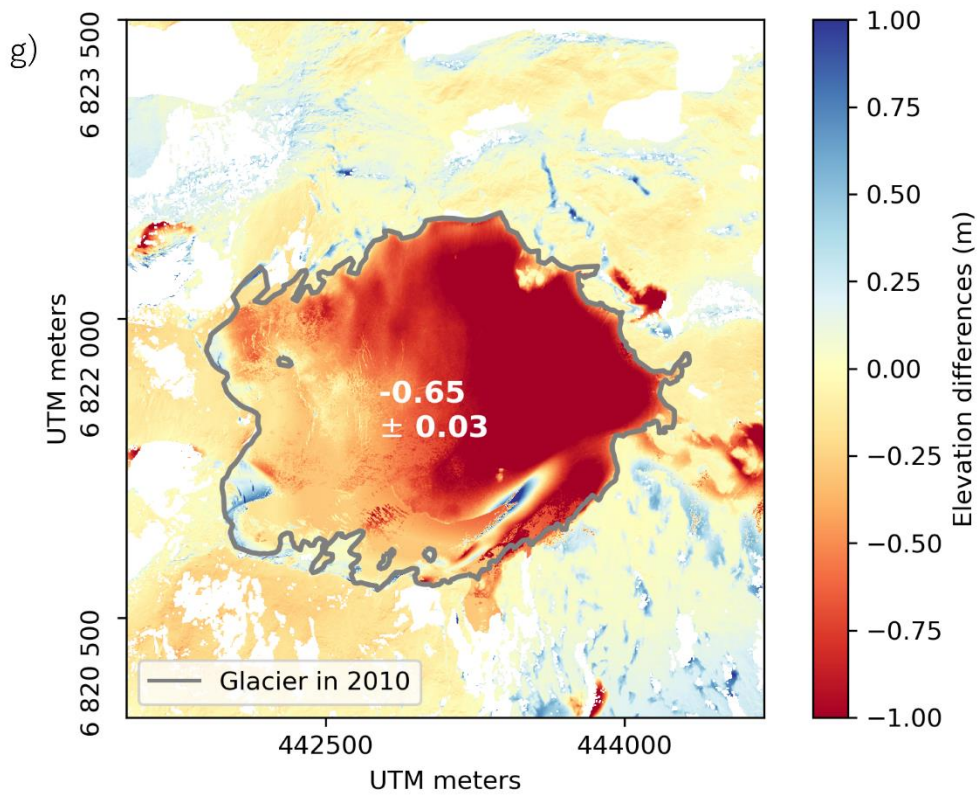 g)
6 823 500
6 822 000
6 820 500
UTM meters
-0.65
± 0.03
Glacier in 2010
442500 444000
UTM meters
1.00
0.75
0.50
0.25
0.00
−0.25
−0.50
−0.75
−1.00
Elevation differences (m)